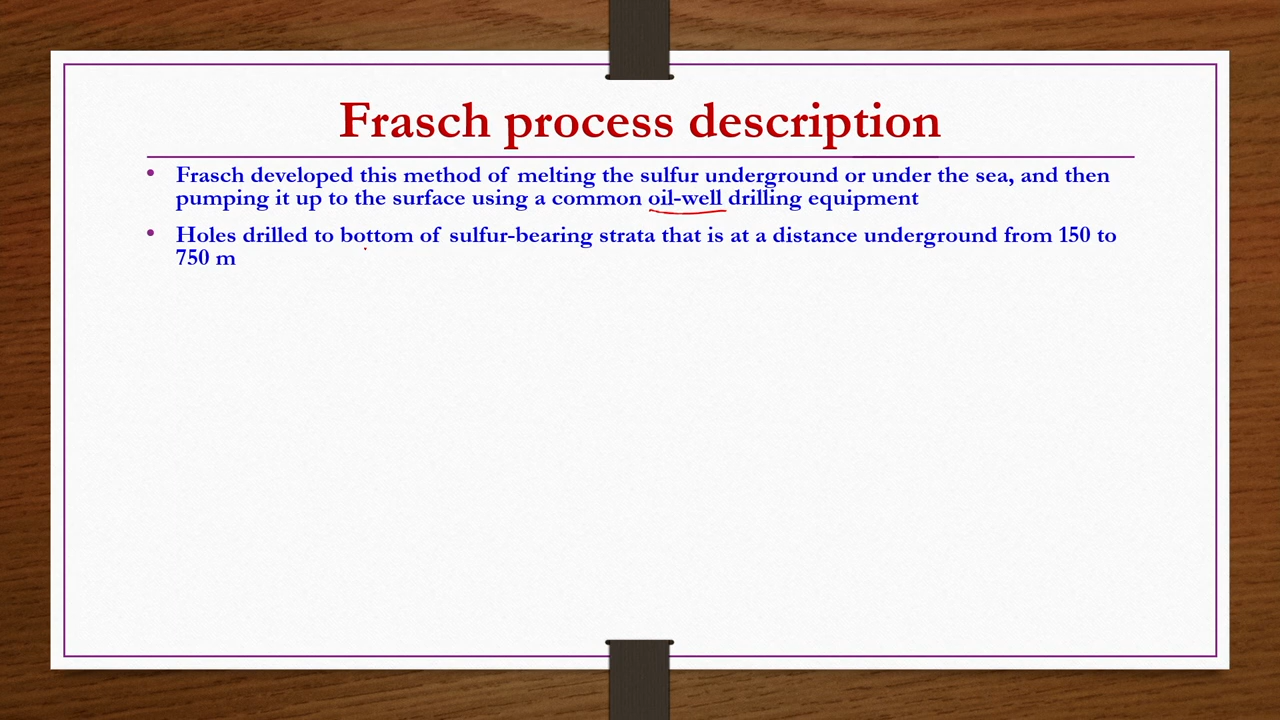 Frasch process description
• Frasch developed this method of melting the sulfur underground or under the sea, and then
pumping it up to the surface using a common oil-well drilling equipment
• Holes drilled to bottom of sulfur-bearing strata that is at a distance underground from 150 to
750 m